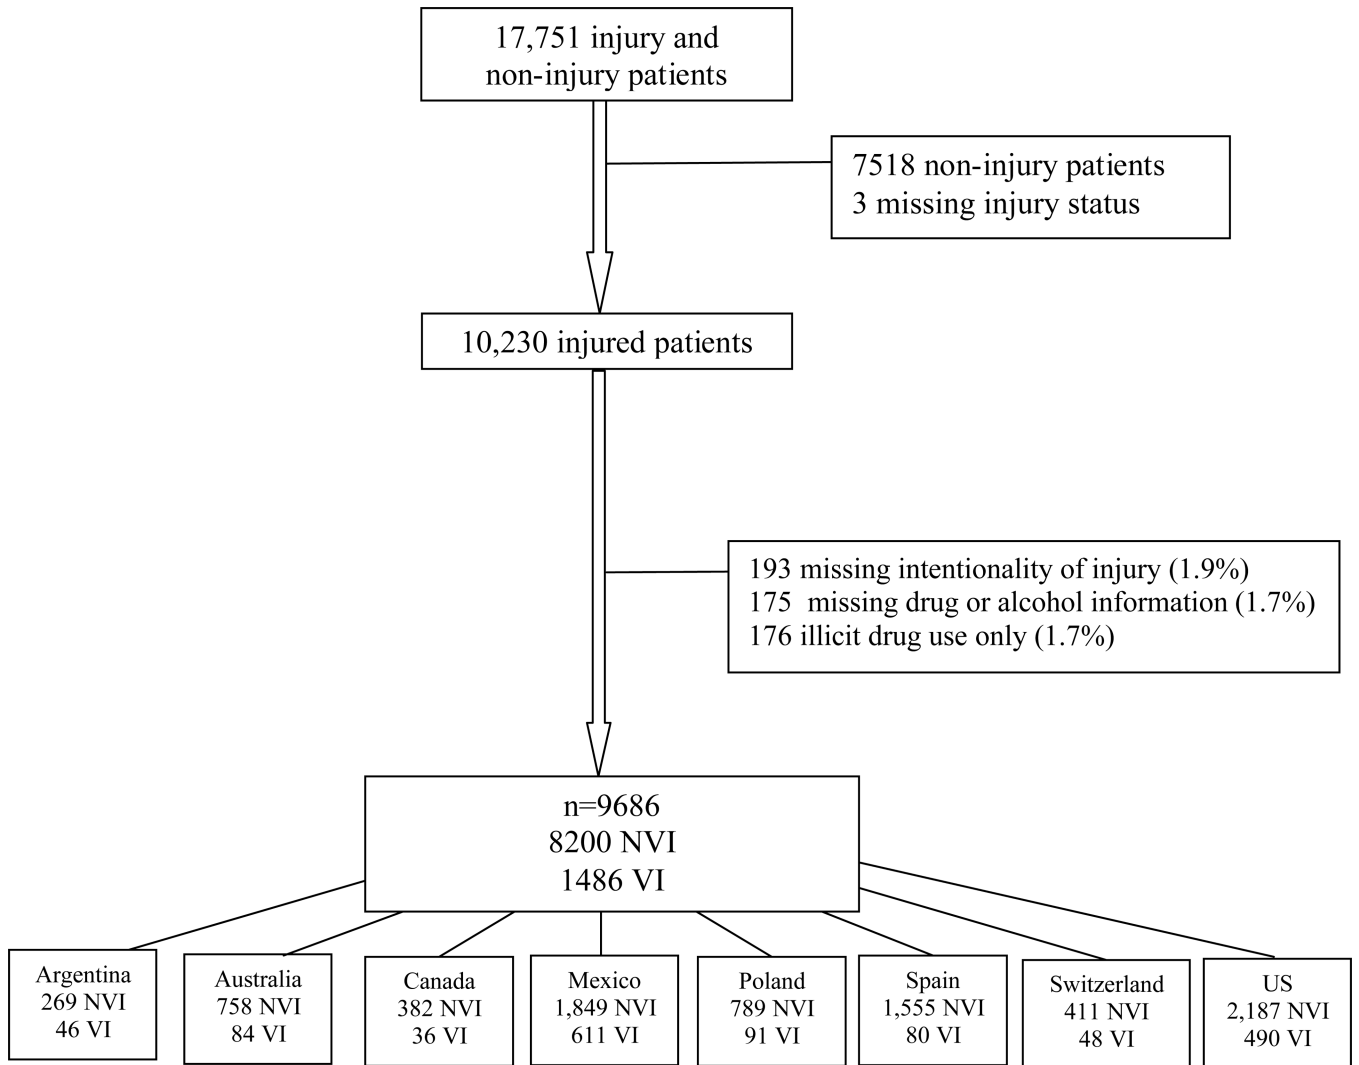 17,751 injury and
non-injury patients
7518 non-injury patients
3 missing injury status
10,230 injured patients
193 missing intentionality of injury (1.9%)
175  missing drug or alcohol information (1.7%)
176 illicit drug use only (1.7%)
n=9686
8200 NVI
1486 VI
Argentina
269 NVI
46 VI
Australia
758 NVI
84 VI
Canada
382 NVI
36 VI
Mexico
1,849 NVI
611 VI
Poland
789 NVI
91 VI
Spain
1,555 NVI
80 VI
Switzerland
411 NVI
48 VI
US
2,187 NVI
490 VI